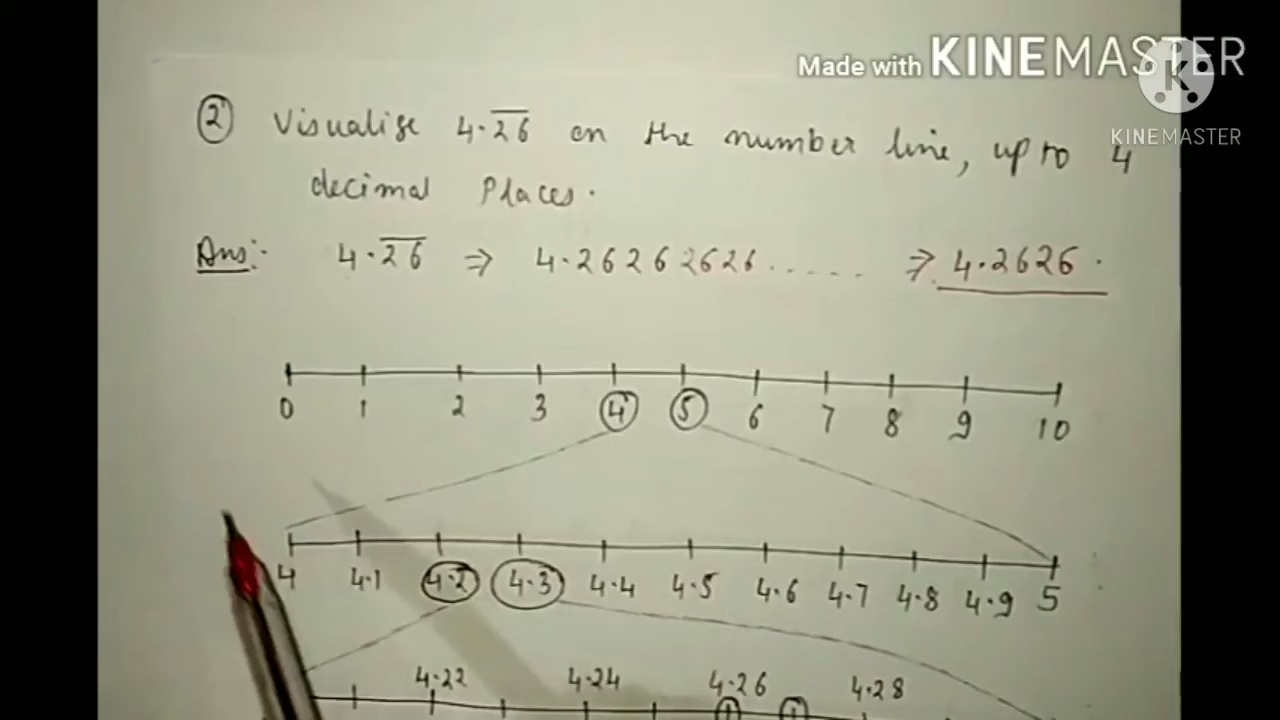 Made with KINEMASTER
K
KINEMASTER
② Visualise 4.2̅6̅ on the number line, up to 4
decimal Places.
Ans:- 4.2̅6̅ ⇒ 4.26262626...... ⇒ 4.2626.
0 1 2 3 4 5 6 7 8 9 10
4 4.1 4.2 4.3 4.4 4.5 4.6 4.7 4.8 4.9 5
4.22 4.24 4.26 4.28